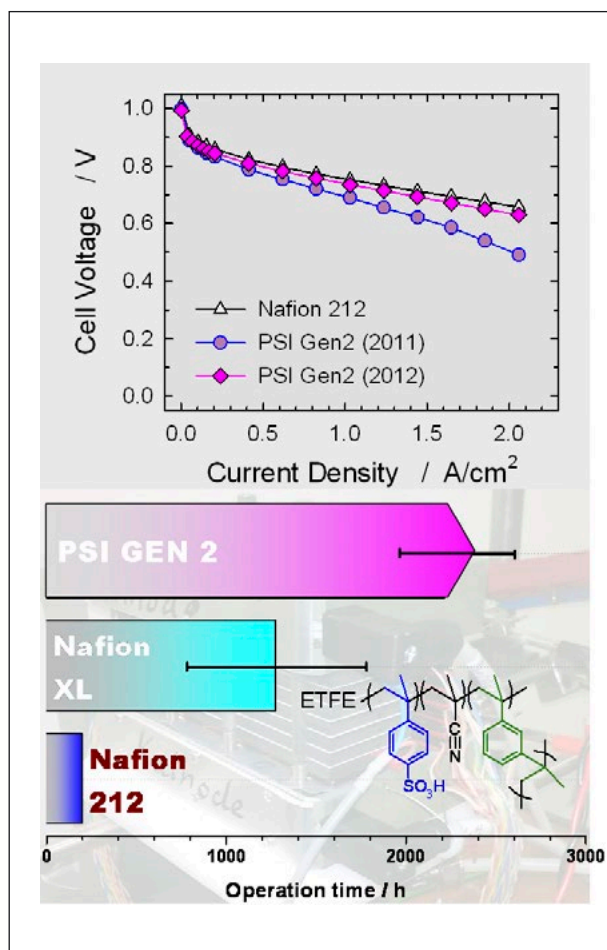 1.0
0.8
0.6
0.4
0.2
0.0
Cell Voltage / V
Nafion 212
PSI Gen2 (2011)
PSI Gen2 (2012)
0.0 0.5 1.0 1.5 2.0
Current Density / A/cm²
PSI GEN 2
Nafion
XL
ETFE
C≡N
SO₃H
Nafion
212
0 1000 2000 3000
Operation time / h